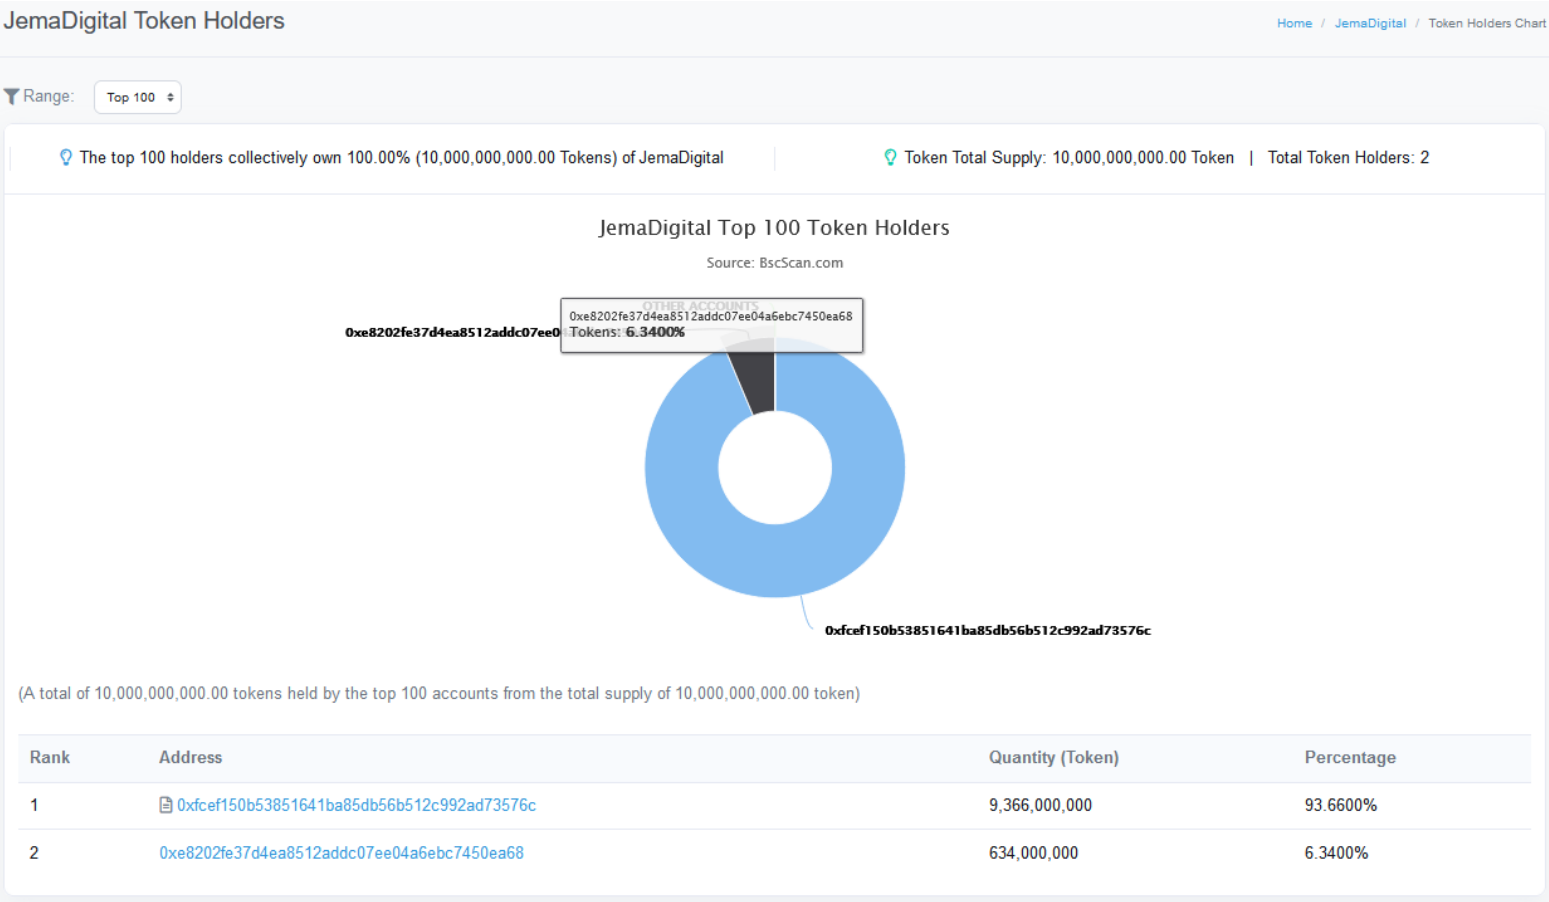 JemaDigital Token Holders
Home / JemaDigital / Token Holders Chart
Range: Top 100
The top 100 holders collectively own 100.00% (10,000,000,000.00 Tokens) of JemaDigital
Token Total Supply: 10,000,000,000.00 Token | Total Token Holders: 2
JemaDigital Top 100 Token Holders
Source: BscScan.com
OTHER ACCOUNTS
0xe8202fe37d4ea8512addc07ee04a6ebc7450ea68
0xe8202fe37d4ea8512addc07ee0
Tokens: 6.3400%
0xfcef150b53851641ba85db56b512c992ad73576c
(A total of 10,000,000,000.00 tokens held by the top 100 accounts from the total supply of 10,000,000,000.00 token)
Rank Address Quantity (Token) Percentage
1 0xfcef150b53851641ba85db56b512c992ad73576c 9,366,000,000 93.6600%
2 0xe8202fe37d4ea8512addc07ee04a6ebc7450ea68 634,000,000 6.3400%